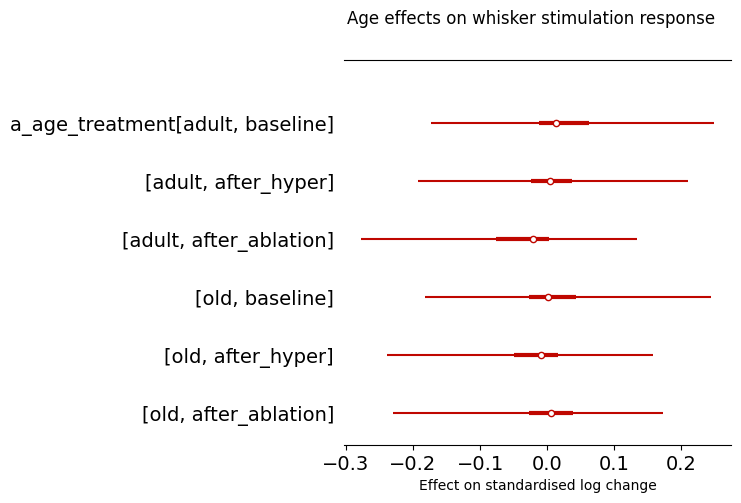 Age effects on whisker stimulation response
a_age_treatment[adult, baseline]
[adult, after_hyper]
[adult, after_ablation]
[old, baseline]
[old, after_hyper]
[old, after_ablation]
−0.3 −0.2 −0.1 0.0 0.1 0.2
Effect on standardised log change